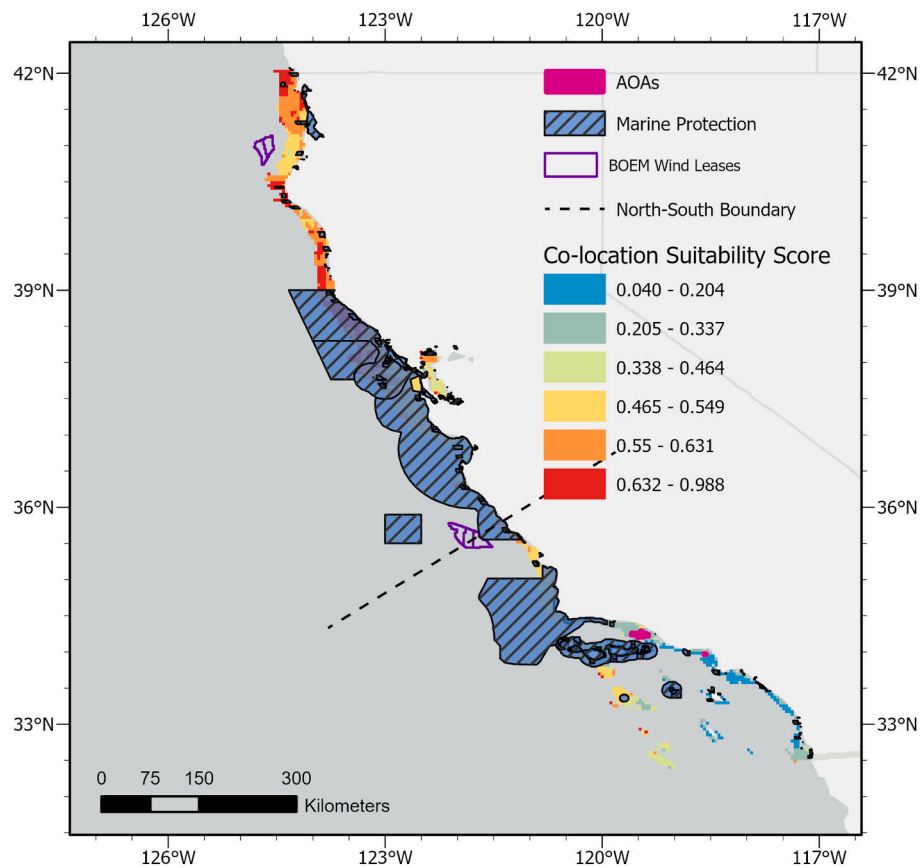 126°W 123°W 120°W 117°W
42°N 42°N
AOAs
Marine Protection
BOEM Wind Leases
North-South Boundary
Co-location Suitability Score
39°N 0.040 - 0.204 39°N
0.205 - 0.337
0.338 - 0.464
0.465 - 0.549
0.55 - 0.631
0.632 - 0.988
36°N 36°N
33°N 33°N
0 75 150 300
Kilometers
126°W 123°W 120°W 117°W